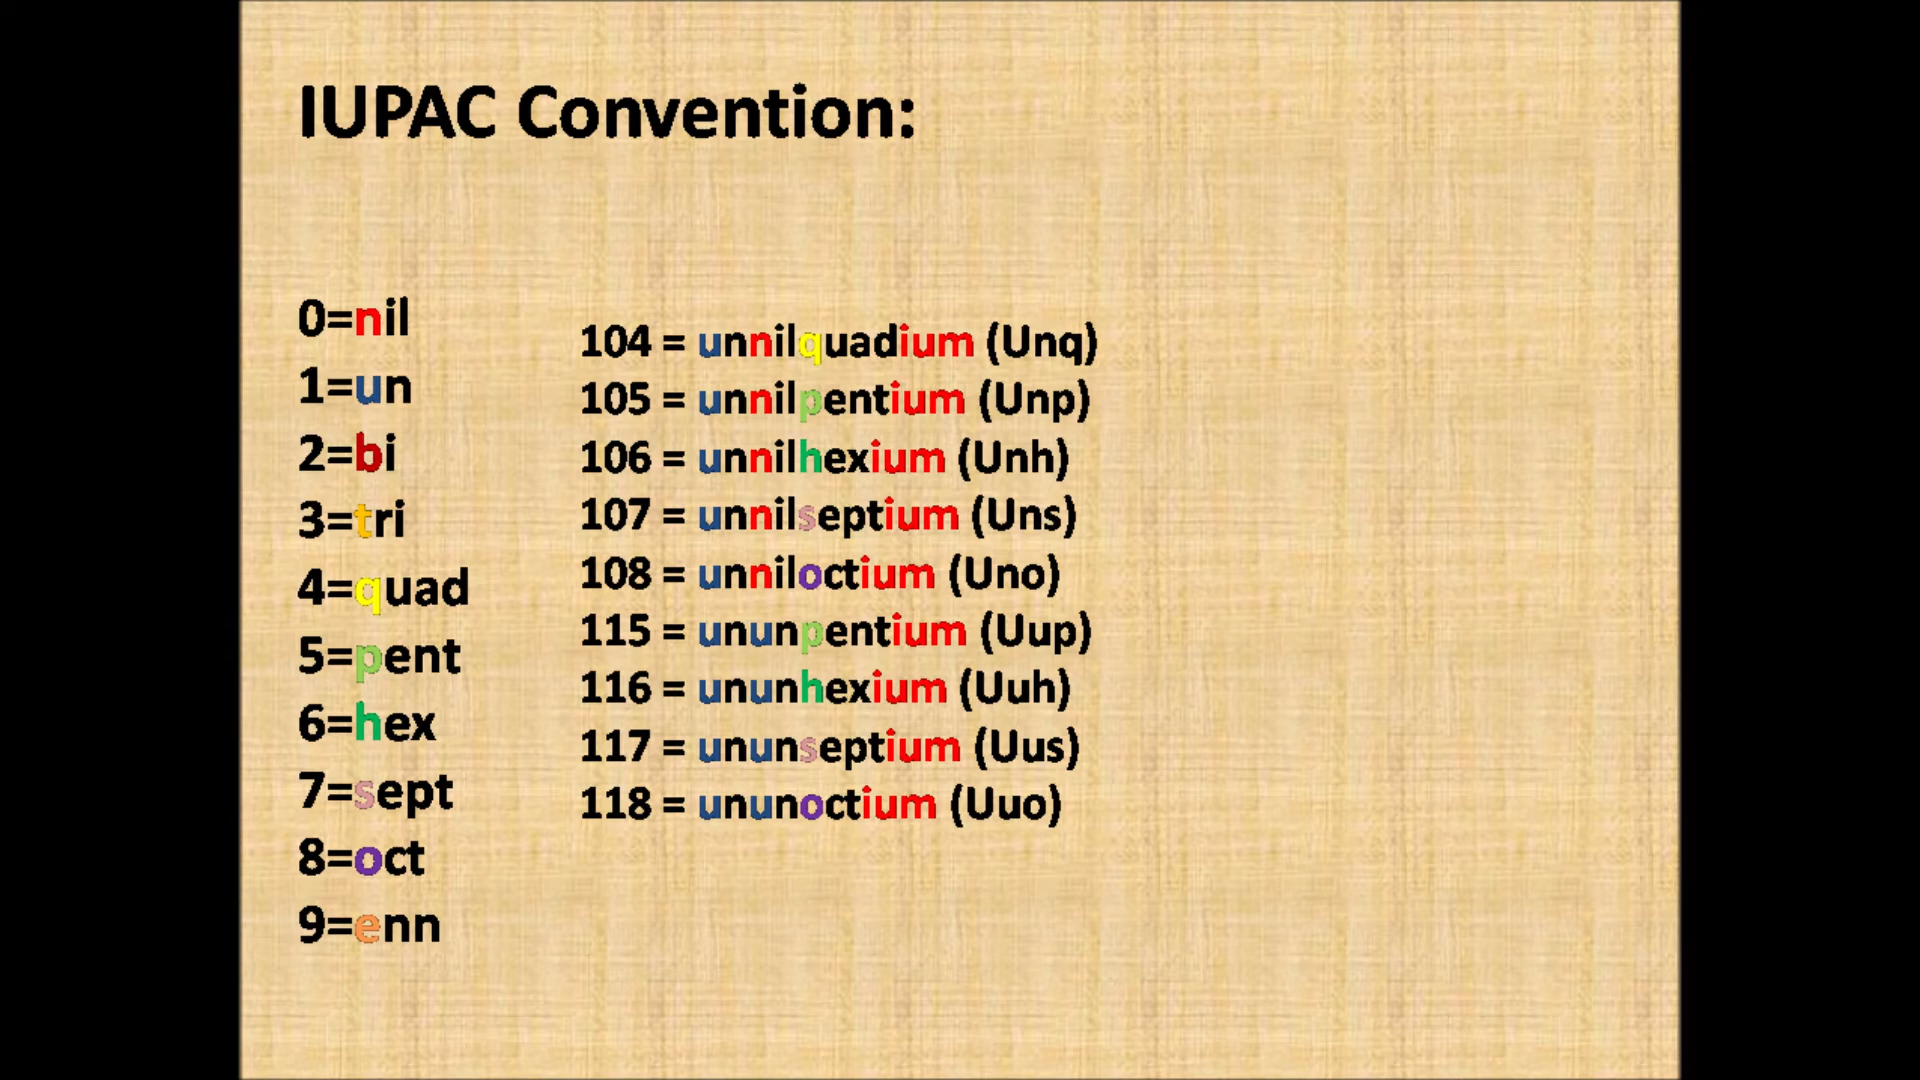 IUPAC Convention:
0=nil
1=un
2=bi
3=tri
4=quad
5=pent
6=hex
7=sept
8=oct
9=enn
104 = unnilquadium (Unq)
105 = unnilpentium (Unp)
106 = unnilhexium (Unh)
107 = unnilseptium (Uns)
108 = unniloctium (Uno)
115 = ununpentium (Uup)
116 = ununhexium (Uuh)
117 = ununseptium (Uus)
118 = ununoctium (Uuo)